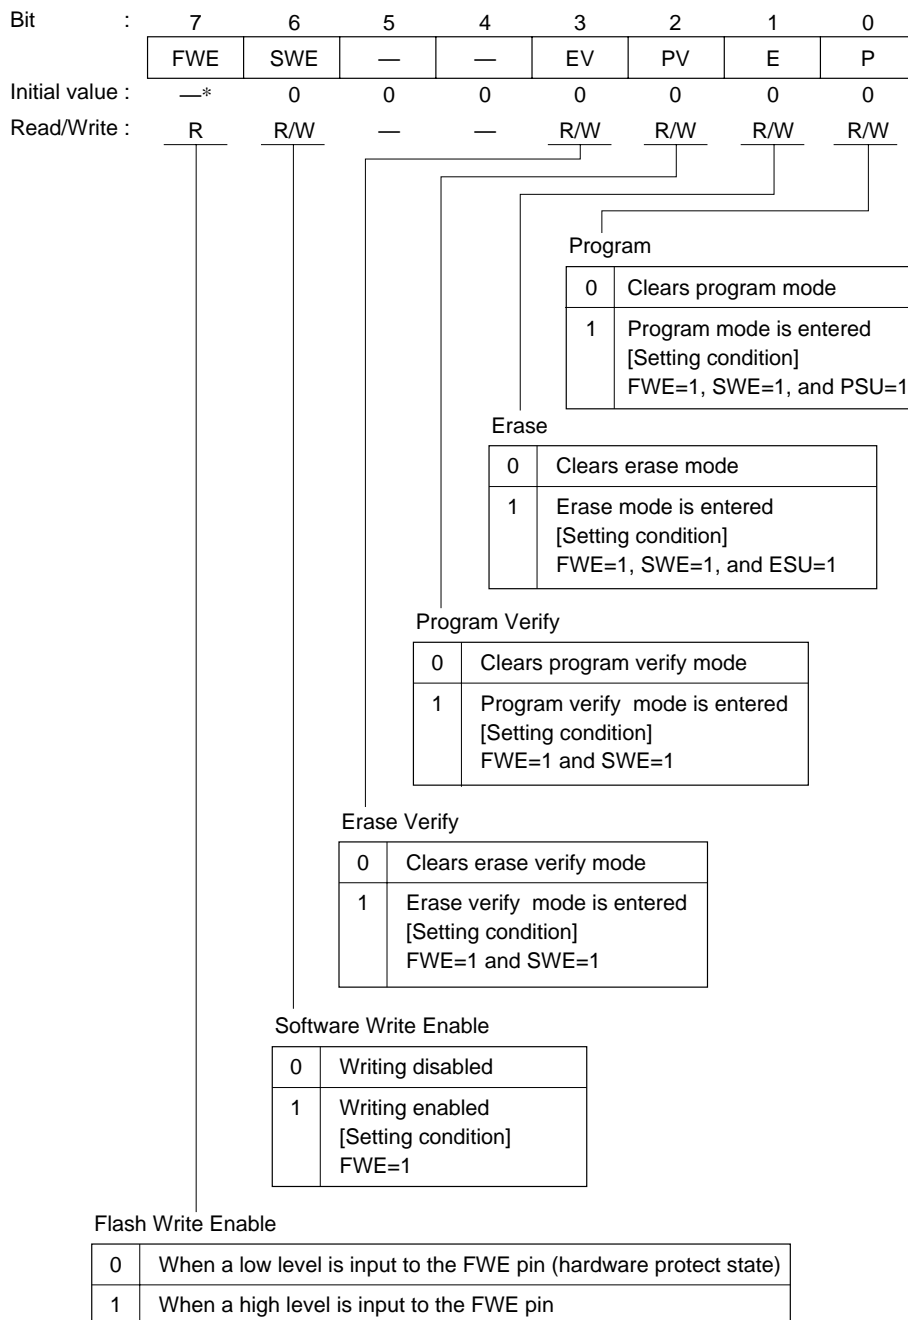 Bit : 7 6 5 4 3 2 1 0
FWE SWE — — EV PV E P
Initial value : —* 0 0 0 0 0 0 0
Read/Write : R R/W — — R/W R/W R/W R/W
Program
0 Clears program mode
1 Program mode is entered
[Setting condition]
FWE=1, SWE=1, and PSU=1
Erase
0 Clears erase mode
1 Erase mode is entered
[Setting condition]
FWE=1, SWE=1, and ESU=1
Program Verify
0 Clears program verify mode
1 Program verify mode is entered
[Setting condition]
FWE=1 and SWE=1
Erase Verify
0 Clears erase verify mode
1 Erase verify mode is entered
[Setting condition]
FWE=1 and SWE=1
Software Write Enable
0 Writing disabled
1 Writing enabled
[Setting condition]
FWE=1
Flash Write Enable
0 When a low level is input to the FWE pin (hardware protect state)
1 When a high level is input to the FWE pin